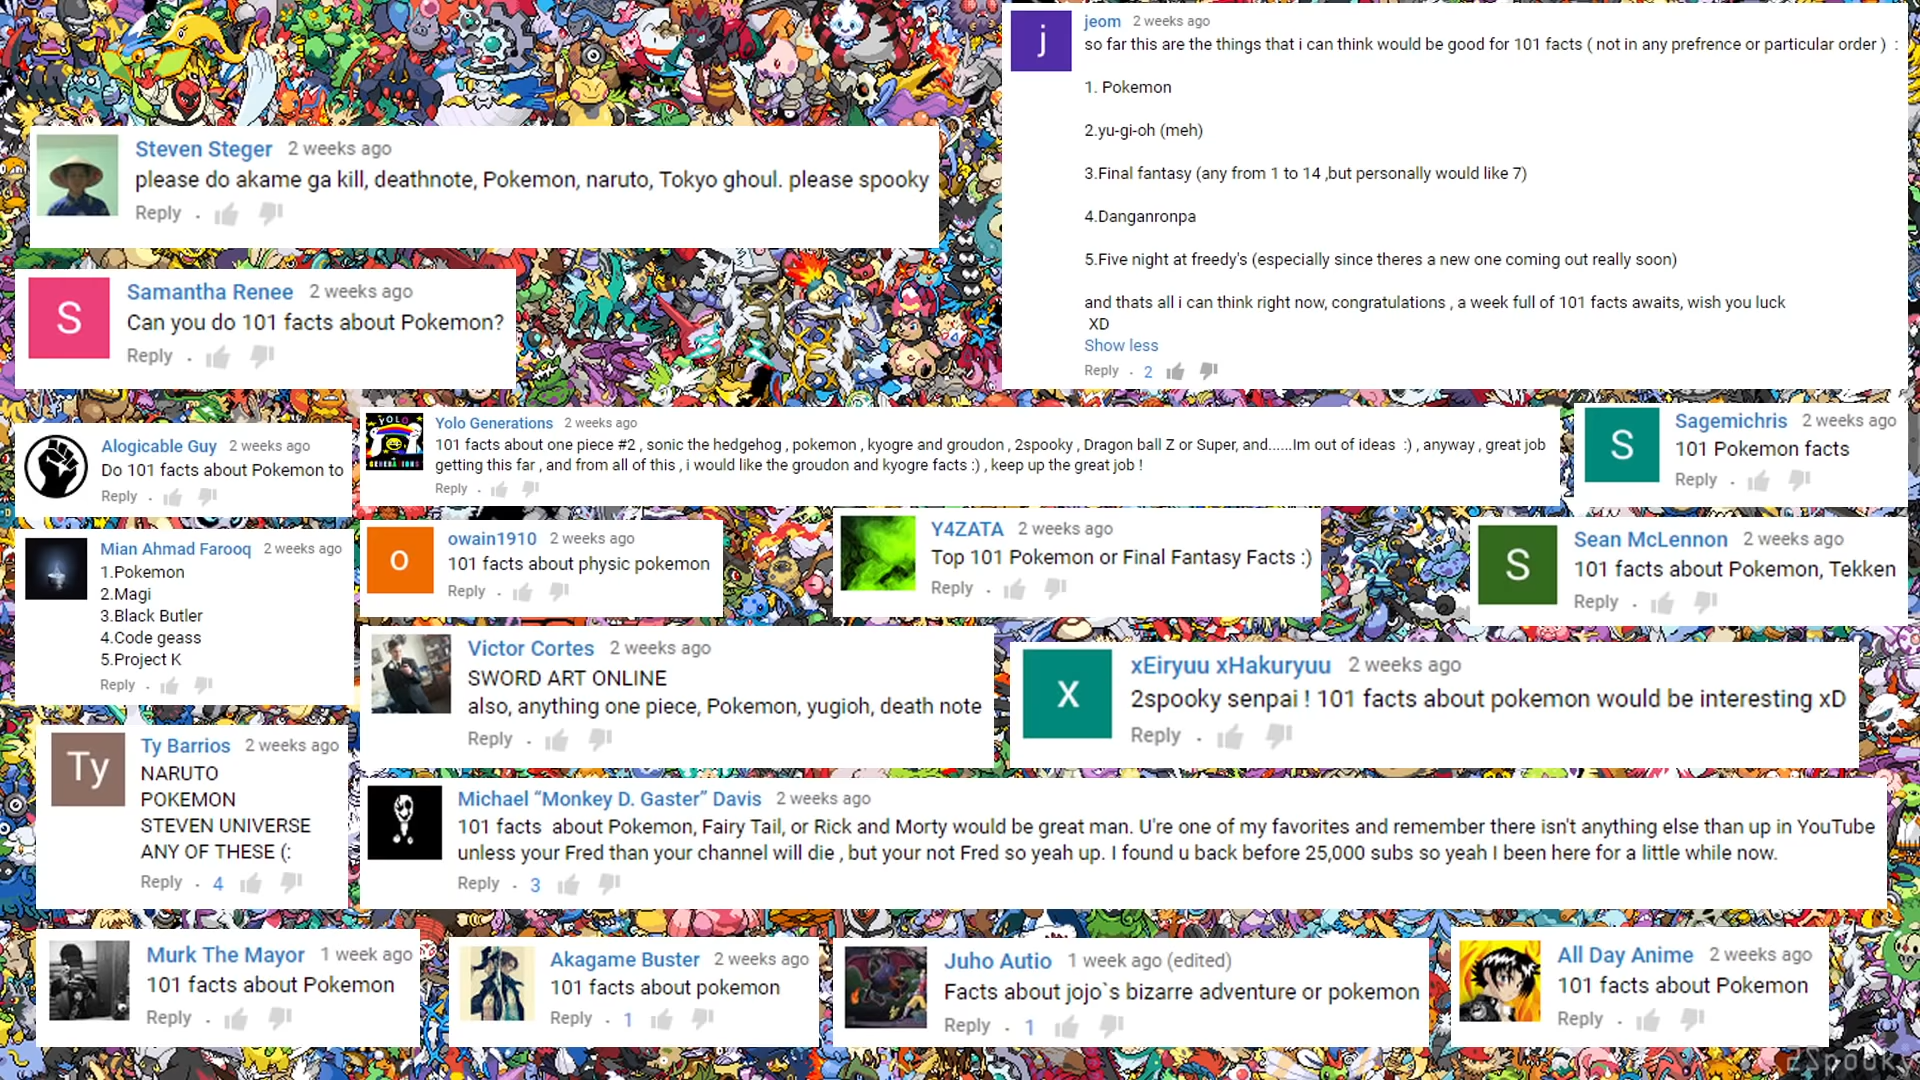 j
jeom 2 weeks ago
so far this are the things that i can think would be good for 101 facts ( not in any prefrence or particular order ) :
1. Pokemon
2.yu-gi-oh (meh)
3.Final fantasy (any from 1 to 14 ,but personally would like 7)
4.Danganronpa
5.Five night at freedy's (especially since theres a new one coming out really soon)
and thats all i can think right now, congratulations , a week full of 101 facts awaits, wish you luck
XD
Show less
Reply 2
Steven Steger 2 weeks ago
please do akame ga kill, deathnote, Pokemon, naruto, Tokyo ghoul. please spooky
Reply
S
Samantha Renee 2 weeks ago
Can you do 101 facts about Pokemon?
Reply
Alogicable Guy 2 weeks ago
Do 101 facts about Pokemon to
Reply
YOLO
GENERATIONS
Yolo Generations 2 weeks ago
101 facts about one piece #2 , sonic the hedgehog , pokemon , kyogre and groudon , 2spooky , Dragon ball Z or Super, and......Im out of ideas :) , anyway , great job
getting this far , and from all of this , i would like the groudon and kyogre facts :) , keep up the great job !
Reply
S
Sagemichris 2 weeks ago
101 Pokemon facts
Reply
Mian Ahmad Farooq 2 weeks ago
1.Pokemon
2.Magi
3.Black Butler
4.Code geass
5.Project K
Reply
o
owain1910 2 weeks ago
101 facts about physic pokemon
Reply
Y4ZATA 2 weeks ago
Top 101 Pokemon or Final Fantasy Facts :)
Reply
S
Sean McLennon 2 weeks ago
101 facts about Pokemon, Tekken
Reply
Victor Cortes 2 weeks ago
SWORD ART ONLINE
also, anything one piece, Pokemon, yugioh, death note
Reply
X
xEiryuu xHakuryuu 2 weeks ago
2spooky senpai ! 101 facts about pokemon would be interesting xD
Reply
Ty
Ty Barrios 2 weeks ago
NARUTO
POKEMON
STEVEN UNIVERSE
ANY OF THESE (:
Reply 4
Michael “Monkey D. Gaster” Davis 2 weeks ago
101 facts about Pokemon, Fairy Tail, or Rick and Morty would be great man. U're one of my favorites and remember there isn't anything else than up in YouTube
unless your Fred than your channel will die , but your not Fred so yeah up. I found u back before 25,000 subs so yeah I been here for a little while now.
Reply 3
Murk The Mayor 1 week ago
101 facts about Pokemon
Reply
Akagame Buster 2 weeks ago
101 facts about pokemon
Reply 1
Juho Autio 1 week ago (edited)
Facts about jojo`s bizarre adventure or pokemon
Reply 1
All Day Anime 2 weeks ago
101 facts about Pokemon
Reply
2Spooky